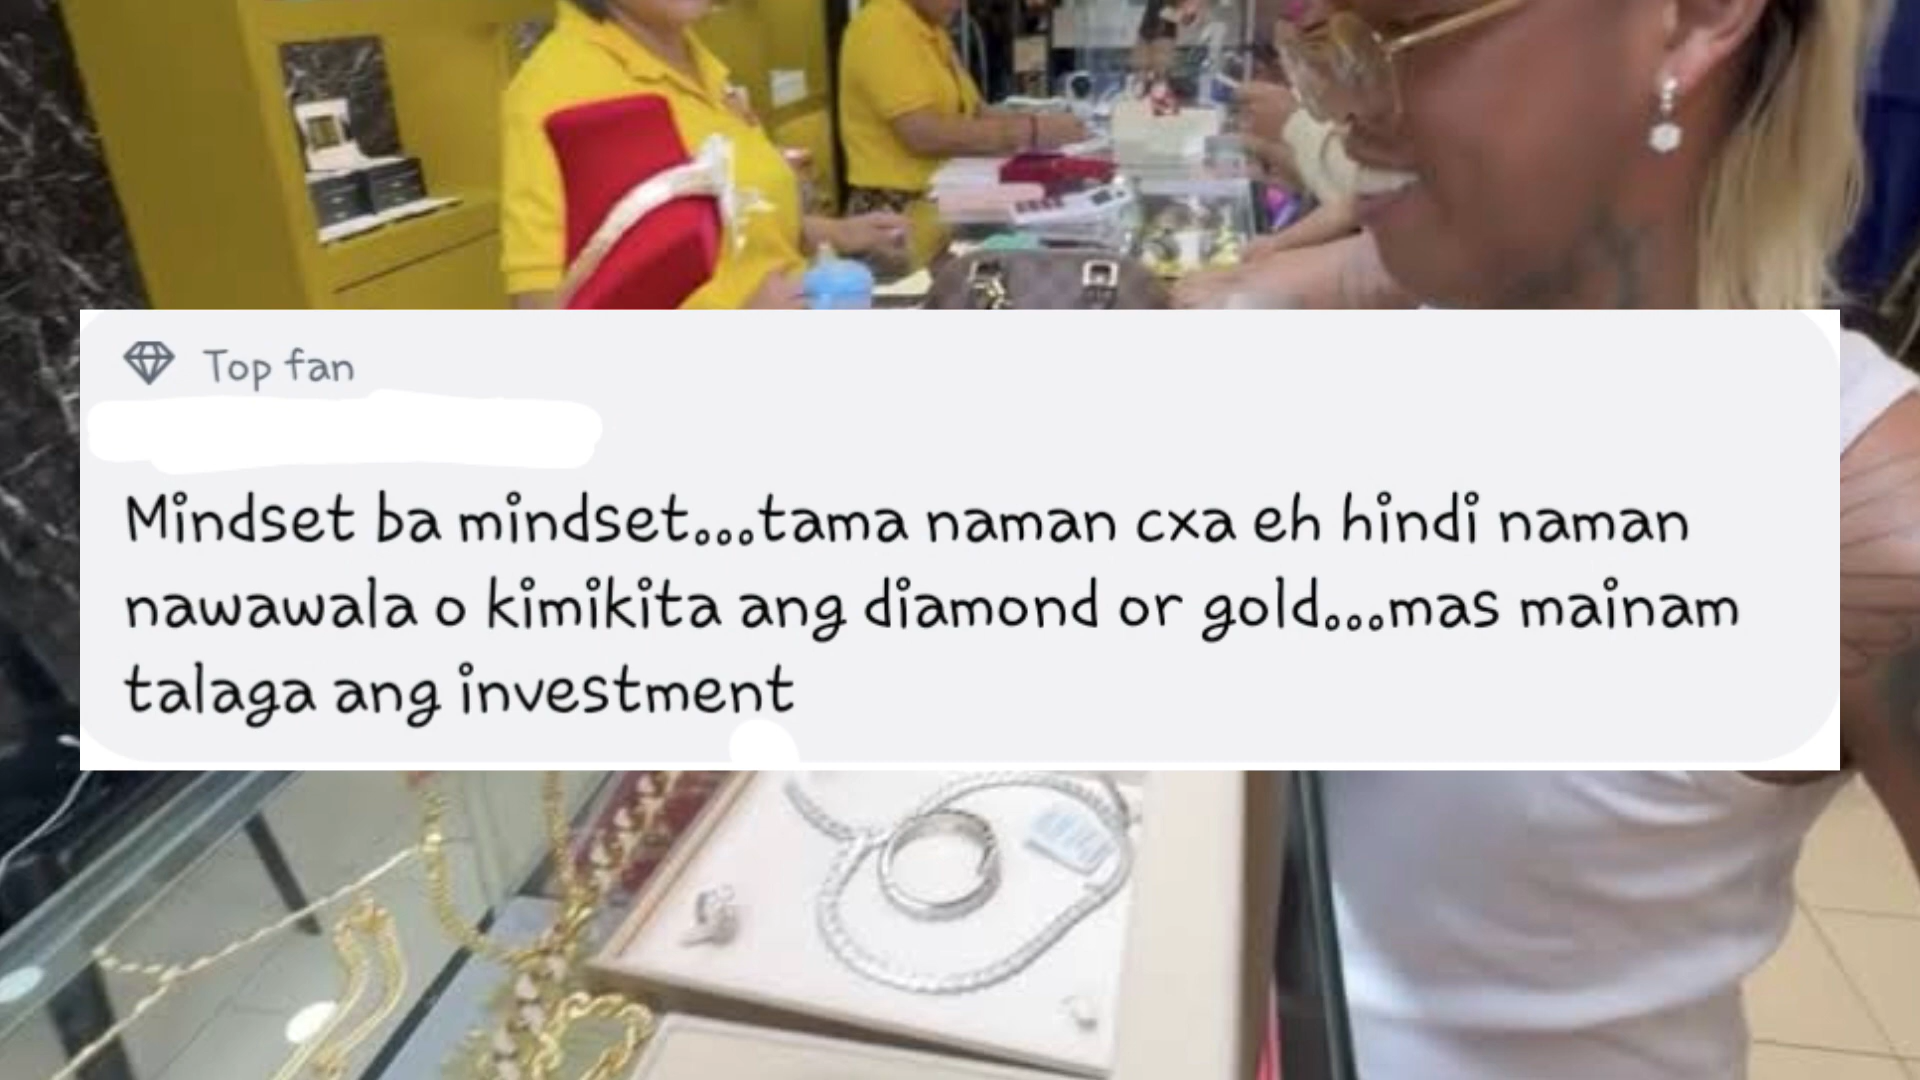 Top fan
Mindset ba mindset...tama naman cxa eh hindi naman
nawawala o kimikita ang diamond or gold...mas mainam
talaga ang investment